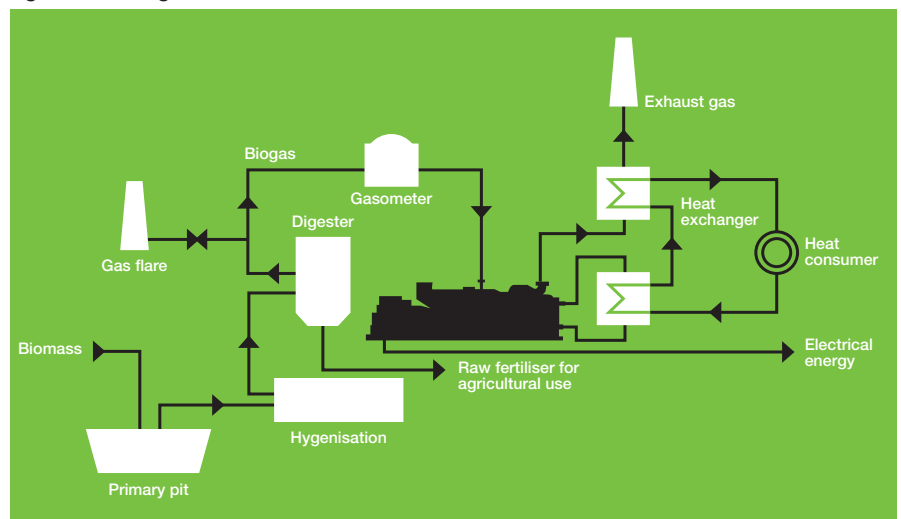 Exhaust gas
Biogas
Gasometer
Heat
exchanger
Digester
Gas flare
Heat
consumer
Biomass
Electrical
energy
Raw fertiliser for
agricultural use
Hygenisation
Primary pit